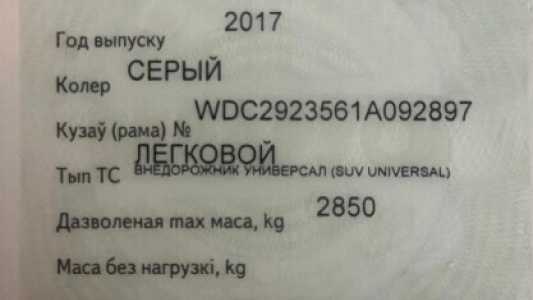 Год выпуску 2017
Колер СЕРЫЙ
Кузаў (рама) № WDC2923561A092897
Тып ТС ЛЕГКОВОЙ
ВНЕДОРОЖНИК УНИВЕРСАЛ (SUV UNIVERSAL)
Дазволеная max маса, kg 2850
Маса без нагрузкі, kg